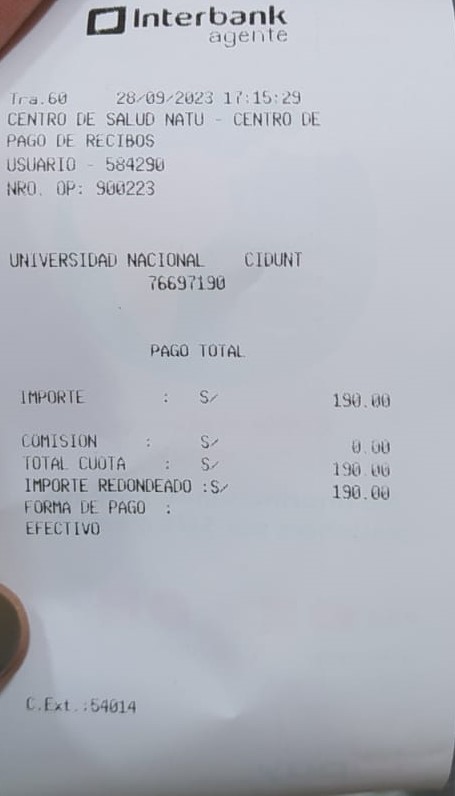 Interbank
agente
Tra.60 28/09/2023 17:15:29
CENTRO DE SALUD NATU - CENTRO DE
PAGO DE RECIBOS
USUARIO - 584290
NRO. OP: 900223
UNIVERSIDAD NACIONAL CIDUNT
76697190
PAGO TOTAL
IMPORTE : S/ 190.00
COMISION : S/ 0.00
TOTAL CUOTA : S/ 190.00
IMPORTE REDONDEADO :S/ 190.00
FORMA DE PAGO :
EFECTIVO
C.Ext.:54014